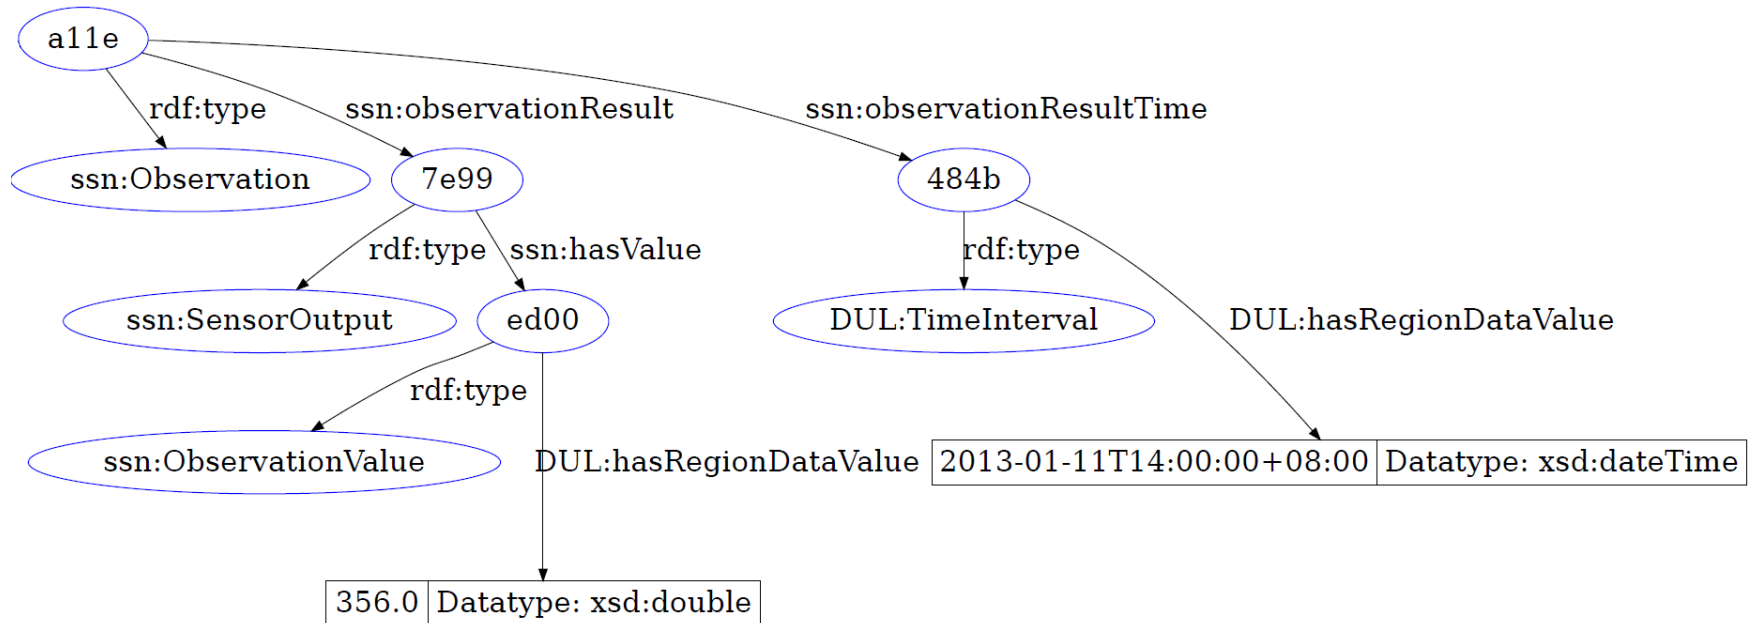 a11e
rdf:type
ssn:observationResult
ssn:observationResultTime
ssn:Observation
7e99
484b
rdf:type
ssn:hasValue
rdf:type
ssn:SensorOutput
ed00
DUL:TimeInterval
DUL:hasRegionDataValue
rdf:type
ssn:ObservationValue
DUL:hasRegionDataValue
2013-01-11T14:00:00+08:00
Datatype: xsd:dateTime
356.0
Datatype: xsd:double